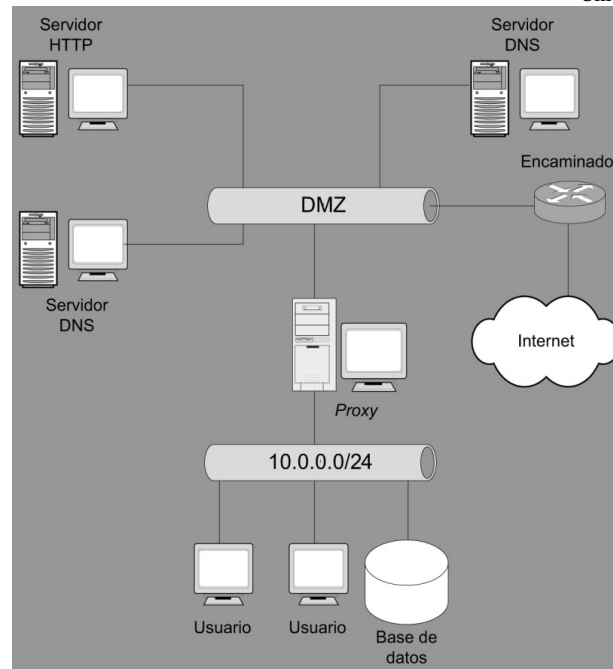 Servidor
HTTP
Servidor
DNS
Encaminado
DMZ
Servidor
DNS
Internet
Proxy
10.0.0.0/24
Usuario
Usuario
Base de
datos